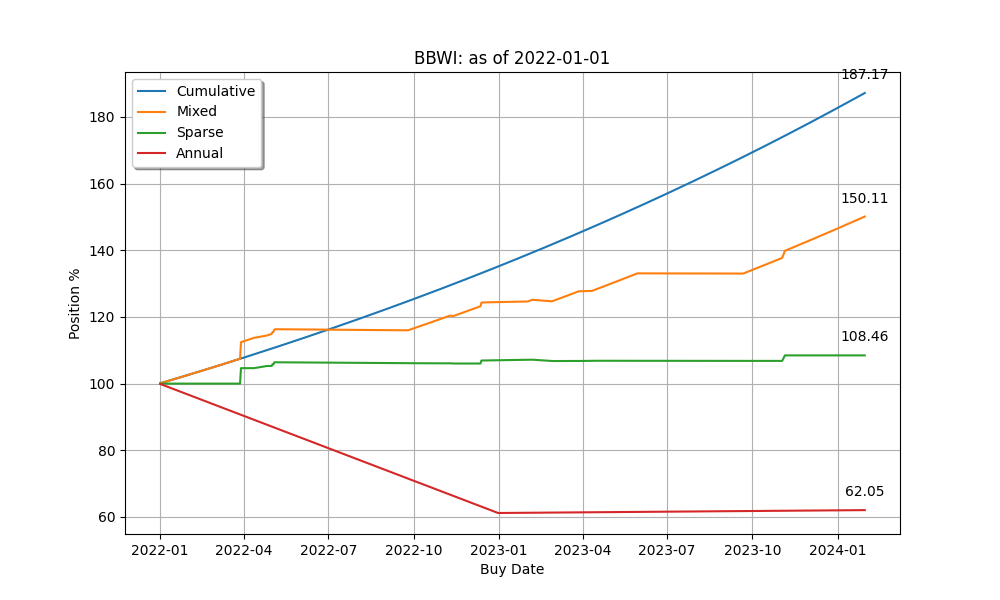 BBWI: as of 2022-01-01
187.17
Cumulative
Mixed
Sparse
Annual
150.11
108.46
62.05
Position %
180
160
140
120
100
80
60
2022-01 2022-04 2022-07 2022-10 2023-01 2023-04 2023-07 2023-10 2024-01
Buy Date